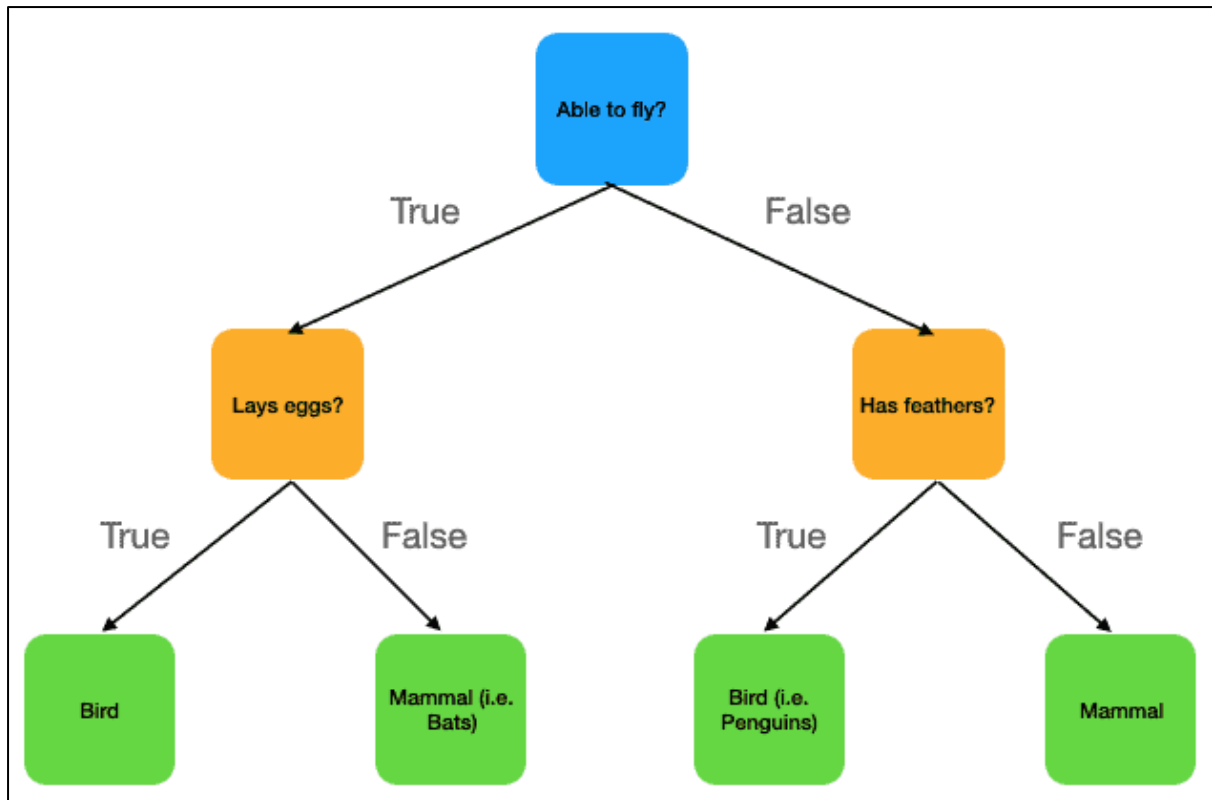 Able to fly?
True
False
Lays eggs?
Has feathers?
True
False
True
False
Bird
Mammal (i.e.
Bats)
Bird (i.e.
Penguins)
Mammal